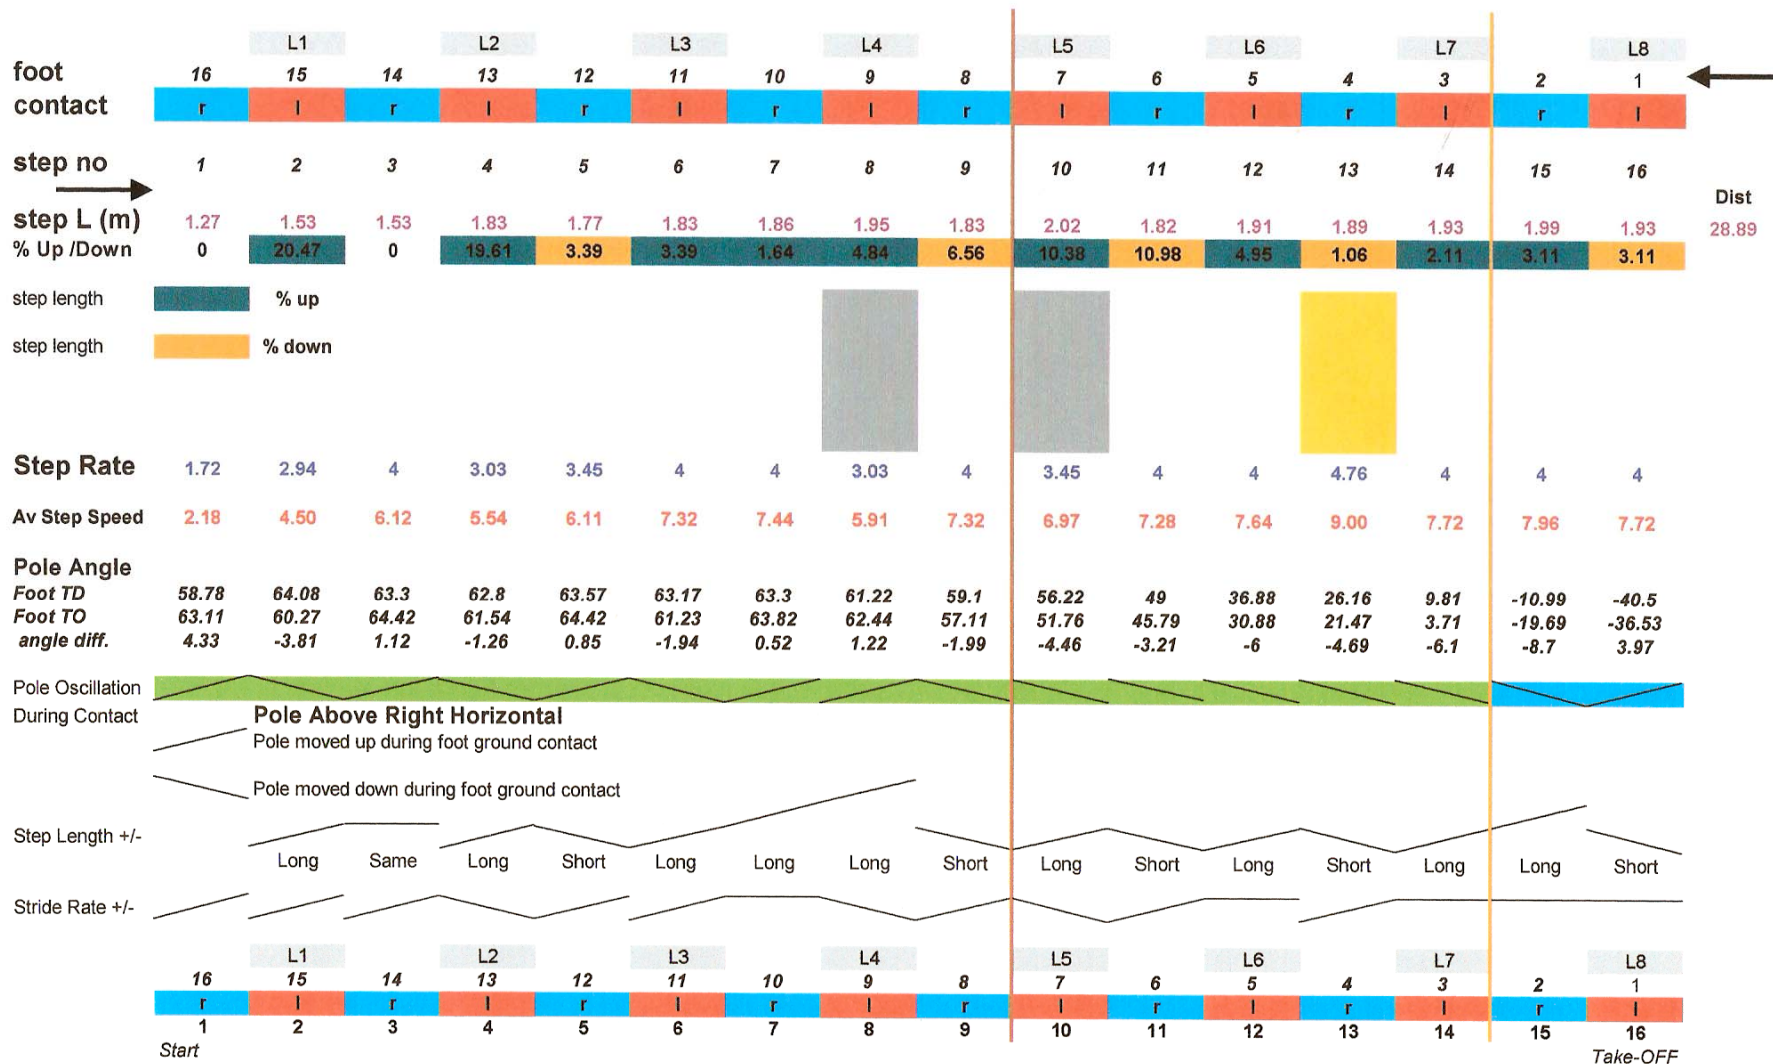 L1 L2 L3 L4 L5 L6 L7 L8
foot 16 15 14 13 12 11 10 9 8 7 6 5 4 3 2 1
contact r l r l r l r l r l r l r l r l
step no 1 2 3 4 5 6 7 8 9 10 11 12 13 14 15 16
Dist
step L (m) 1.27 1.53 1.53 1.83 1.77 1.83 1.86 1.95 1.83 2.02 1.82 1.91 1.89 1.93 1.99 1.93 28.89
% Up /Down 0 20.47 0 19.61 3.39 3.39 1.64 4.84 6.56 10.38 10.98 4.95 1.06 2.11 3.11 3.11
step length % up
step length % down
Step Rate 1.72 2.94 4 3.03 3.45 4 4 3.03 4 3.45 4 4 4.76 4 4 4
Av Step Speed 2.18 4.50 6.12 5.54 6.11 7.32 7.44 5.91 7.32 6.97 7.28 7.64 9.00 7.72 7.96 7.72
Pole Angle
Foot TD 58.78 64.08 63.3 62.8 63.57 63.17 63.3 61.22 59.1 56.22 49 36.88 26.16 9.81 -10.99 -40.5
Foot TO 63.11 60.27 64.42 61.54 64.42 61.23 63.82 62.44 57.11 51.76 45.79 30.88 21.47 3.71 -19.69 -36.53
angle diff. 4.33 -3.81 1.12 -1.26 0.85 -1.94 0.52 1.22 -1.99 -4.46 -3.21 -6 -4.69 -6.1 -8.7 3.97
Pole Oscillation
During Contact Pole Above Right Horizontal
Pole moved up during foot ground contact
Pole moved down during foot ground contact
Step Length +/-
Long Same Long Short Long Long Long Short Long Short Long Short Long Long Short
Stride Rate +/-
L1 L2 L3 L4 L5 L6 L7 L8
16 15 14 13 12 11 10 9 8 7 6 5 4 3 2 1
r l r l r l r l r l r l r l r l
1 2 3 4 5 6 7 8 9 10 11 12 13 14 15 16
Start Take-OFF